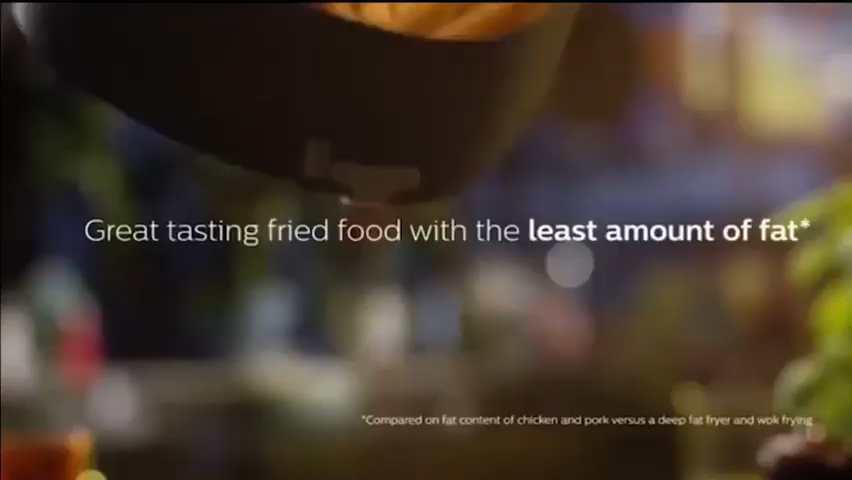 Great tasting fried food with the least amount of fat*
*Compared on fat content of chicken and pork versus a deep fat fryer and wok frying